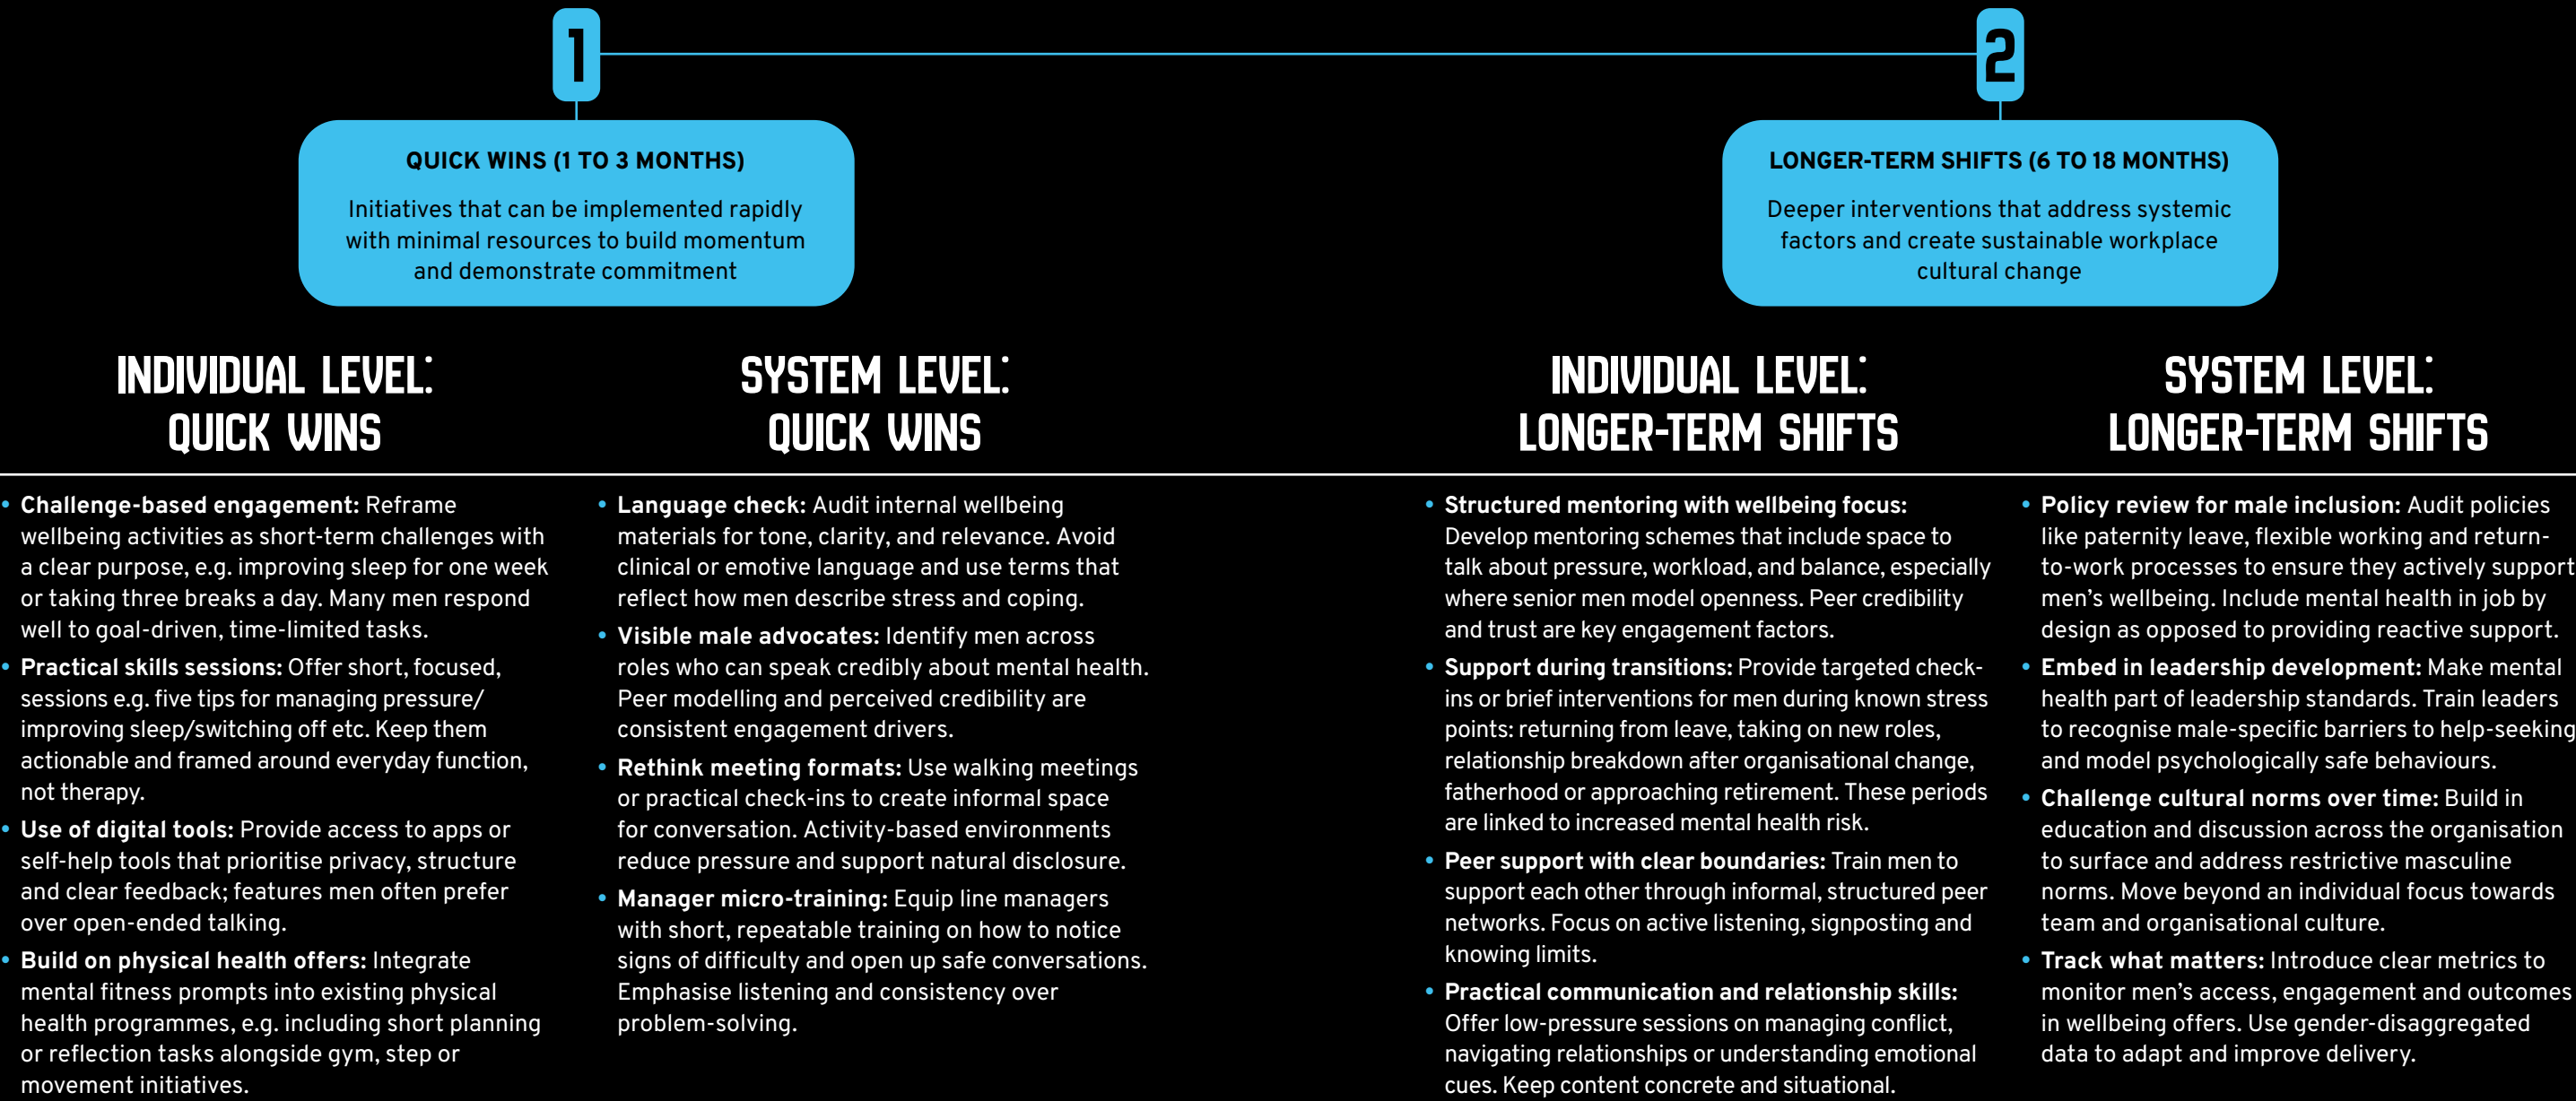 1
2
QUICK WINS (1 TO 3 MONTHS)
Initiatives that can be implemented rapidly
with minimal resources to build momentum
and demonstrate commitment
LONGER-TERM SHIFTS (6 TO 18 MONTHS)
Deeper interventions that address systemic
factors and create sustainable workplace
cultural change
INDIVIDUAL LEVEL:
QUICK WINS
• Challenge-based engagement: Reframe
wellbeing activities as short-term challenges with
a clear purpose, e.g. improving sleep for one week
or taking three breaks a day. Many men respond
well to goal-driven, time-limited tasks.
• Practical skills sessions: Offer short, focused,
sessions e.g. five tips for managing pressure/
improving sleep/switching off etc. Keep them
actionable and framed around everyday function,
not therapy.
• Use of digital tools: Provide access to apps or
self-help tools that prioritise privacy, structure
and clear feedback; features men often prefer
over open-ended talking.
• Build on physical health offers: Integrate
mental fitness prompts into existing physical
health programmes, e.g. including short planning
or reflection tasks alongside gym, step or
movement initiatives.
SYSTEM LEVEL:
QUICK WINS
• Language check: Audit internal wellbeing
materials for tone, clarity, and relevance. Avoid
clinical or emotive language and use terms that
reflect how men describe stress and coping.
• Visible male advocates: Identify men across
roles who can speak credibly about mental health.
Peer modelling and perceived credibility are
consistent engagement drivers.
• Rethink meeting formats: Use walking meetings
or practical check-ins to create informal space
for conversation. Activity-based environments
reduce pressure and support natural disclosure.
• Manager micro-training: Equip line managers
with short, repeatable training on how to notice
signs of difficulty and open up safe conversations.
Emphasise listening and consistency over
problem-solving.
INDIVIDUAL LEVEL:
LONGER-TERM SHIFTS
• Structured mentoring with wellbeing focus:
Develop mentoring schemes that include space to
talk about pressure, workload, and balance, especially
where senior men model openness. Peer credibility
and trust are key engagement factors.
• Support during transitions: Provide targeted check-
ins or brief interventions for men during known stress
points: returning from leave, taking on new roles,
relationship breakdown after organisational change,
fatherhood or approaching retirement. These periods
are linked to increased mental health risk.
• Peer support with clear boundaries: Train men to
support each other through informal, structured peer
networks. Focus on active listening, signposting and
knowing limits.
• Practical communication and relationship skills:
Offer low-pressure sessions on managing conflict,
navigating relationships or understanding emotional
cues. Keep content concrete and situational.
SYSTEM LEVEL:
LONGER-TERM SHIFTS
• Policy review for male inclusion: Audit policies
like paternity leave, flexible working and return-
to-work processes to ensure they actively support
men's wellbeing. Include mental health in job by
design as opposed to providing reactive support.
• Embed in leadership development: Make mental
health part of leadership standards. Train leaders
to recognise male-specific barriers to help-seeking
and model psychologically safe behaviours.
• Challenge cultural norms over time: Build in
education and discussion across the organisation
to surface and address restrictive masculine
norms. Move beyond an individual focus towards
team and organisational culture.
• Track what matters: Introduce clear metrics to
monitor men's access, engagement and outcomes
in wellbeing offers. Use gender-disaggregated
data to adapt and improve delivery.